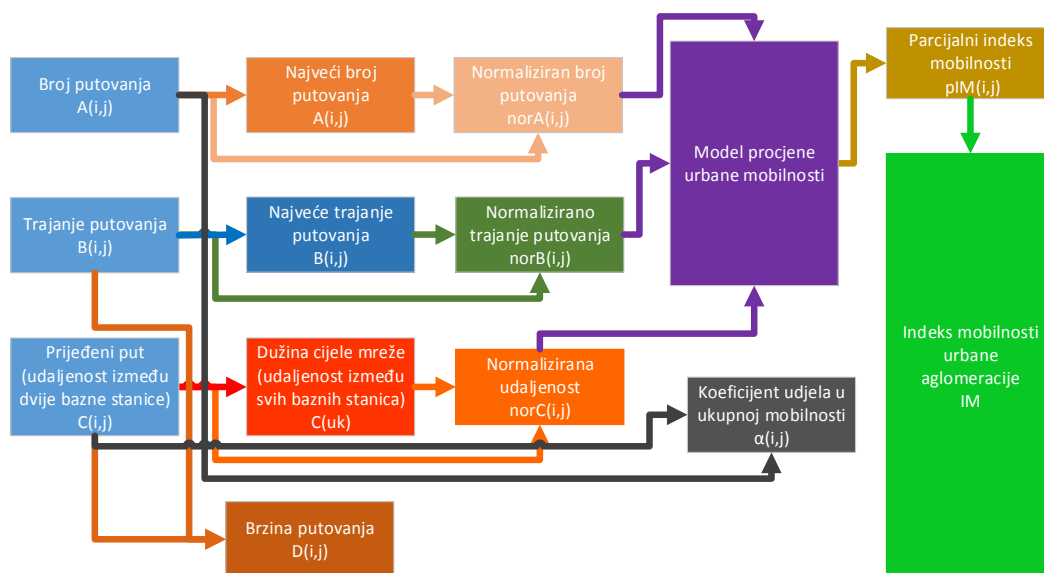 Broj putovanja
A(i,j)
Najveći broj
putovanja
A(i,j)
Normaliziran broj
putovanja
norA(i,j)
Parcijalni indeks
mobilnosti
pIM(i,j)
Model procjene
urbane mobilnosti
Trajanje putovanja
B(i,j)
Najveće trajanje
putovanja
B(i,j)
Normalizirano
trajanje putovanja
norB(i,j)
Prijeđeni put
(udaljenost između
dvije bazne stanice)
C(i,j)
Dužina cijele mreže
(udaljenost između
svih baznih stanica)
C(uk)
Normalizirana
udaljenost
norC(i,j)
Koeficijent udjela u
ukupnoj mobilnosti
α(i,j)
Indeks mobilnosti
urbane
aglomeracije
IM
Brzina putovanja
D(i,j)